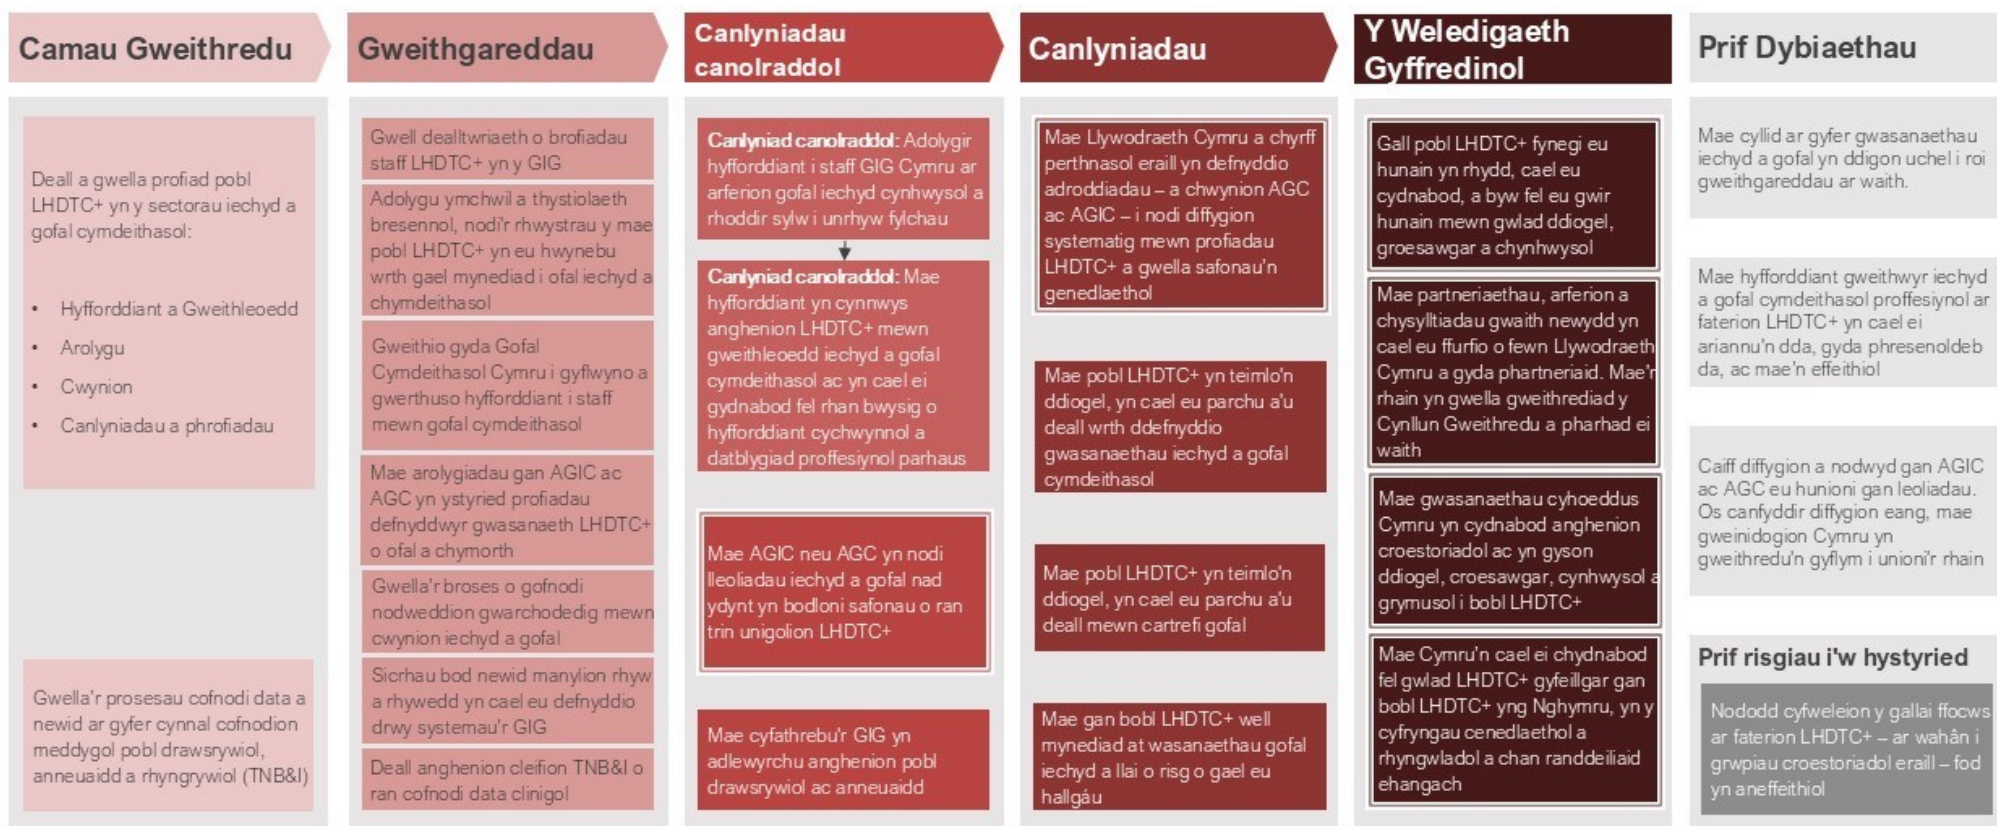 Camau Gweithredu
Deall a gwella profiad pobl
LHDTC+ yn y sectorau iechyd a
gofal cymdeithasol:
• Hyfforddiant a Gweithleoedd
• Arolygu
• Cwynion
• Canlyniadau a phrofiadau
Gwella'r prosesau cofnodi data a
newid ar gyfer cynnal cofnodion
meddygol pobl drawsrywiol,
anneuaidd a rhyngrywiol (TNB&I)
Gweithgareddau
Gwell dealltwriaeth o brofiadau
staff LHDTC+ yn y GIG
Adolygu ymchwil a thystiolaeth
bresennol, nodi'r rhwystrau y mae
pobl LHDTC+ yn eu hwynebu
wrth gael mynediad i ofal iechyd a
chymdeithasol
Gweithio gyda Gofal
Cymdeithasol Cymru i gyflwyno a
gwerthuso hyfforddiant i staff
mewn gofal cymdeithasol
Mae arolygiadau gan AGIC ac
AGC yn ystyried profiadau
defnyddwyr gwasanaeth LHDTC+
o ofal a chymorth
Gwella'r broses o gofnodi
nodweddion gwarchodedig mewn
cwynion iechyd a gofal
Sicrhau bod newid manylion rhyw
a rhywedd yn cael eu defnyddio
drwy systemau'r GIG
Deall anghenion cleifion TNB&I o
ran cofnodi data clinigol
Canlyniadau
canolraddol
Canlyniad canolraddol: Adolygir
hyfforddiant i staff GIG Cymru ar
arferion gofal iechyd cynhwysol a
rhoddir sylw i unrhyw fylchau
Canlyniad canolraddol: Mae
hyfforddiant yn cynnwys
anghenion LHDTC+ mewn
gweithleoedd iechyd a gofal
cymdeithasol ac yn cael ei
gydnabod fel rhan bwysig o
hyfforddiant cychwynnol a
datblygiad proffesiynol parhaus
Mae AGIC neu AGC yn nodi
lleoliadau iechyd a gofal nad
ydynt yn bodloni safonau o ran
trin unigolion LHDTC+
Mae cyfathrebu'r GIG yn
adlewyrchu anghenion pobl
drawsrywiol ac anneuaidd
Canlyniadau
Mae Llywodraeth Cymru a chyrff
perthnasol eraill yn defnyddio
adroddiadau – a chwynion AGC
ac AGIC – i nodi diffygion
systematig mewn profiadau
LHDTC+ a gwella safonau'n
genedlaethol
Mae pobl LHDTC+ yn teimlo'n
ddiogel, yn cael eu parchu a'u
deall wrth ddefnyddio
gwasanaethau iechyd a gofal
cymdeithasol
Mae pobl LHDTC+ yn teimlo'n
ddiogel, yn cael eu parchu a'u
deall mewn cartrefi gofal
Mae gan bobl LHDTC+ well
mynediad at wasanaethau gofal
iechyd a llai o risg o gael eu
hallgáu
Y Weledigaeth
Gyffredinol
Gall pobl LHDTC+ fynegi eu
hunain yn rhydd, cael eu
cydnabod, a byw fel eu gwir
hunain mewn gwlad ddiogel,
groesawgar a chynhwysol
Mae partneriaethau, arferion a
chysylltiadau gwaith newydd yn
cael eu ffurfio o fewn Llywodraeth
Cymru a gyda phartneriaid. Mae'r
rhain yn gwella gweithrediad y
Cynllun Gweithredu a pharhad ei
waith
Mae gwasanaethau cyhoeddus
Cymru yn cydnabod anghenion
croestoriadol ac yn gyson
ddiogel, croesawgar, cynhwysol a
grymusol i bobl LHDTC+
Mae Cymru'n cael ei chydnabod
fel gwlad LHDTC+ gyfeillgar gan
bobl LHDTC+ yng Nghymru, yn y
cyfryngau cenedlaethol a
rhyngwladol a chan randdeiliaid
ehangach
Prif Dybiaethau
Mae cyllid ar gyfer gwasanaethau
iechyd a gofal yn ddigon uchel i roi
gweithgareddau ar waith.
Mae hyfforddiant gweithwyr iechyd
a gofal cymdeithasol proffesiynol ar
faterion LHDTC+ yn cael ei
ariannu'n dda, gyda phresenoldeb
da, ac mae'n effeithiol
Caiff diffygion a nodwyd gan AGIC
ac AGC eu hunioni gan leoliadau.
Os canfyddir diffygion eang, mae
gweinidogion Cymru yn
gweithredu'n gyflym i unioni'r rhain
Prif risgiau i'w hystyried
Nododd cyfweleion y gallai ffocws
ar faterion LHDTC+ – ar wahân i
grwpiau croestoriadol eraill – fod
yn aneffeithiol